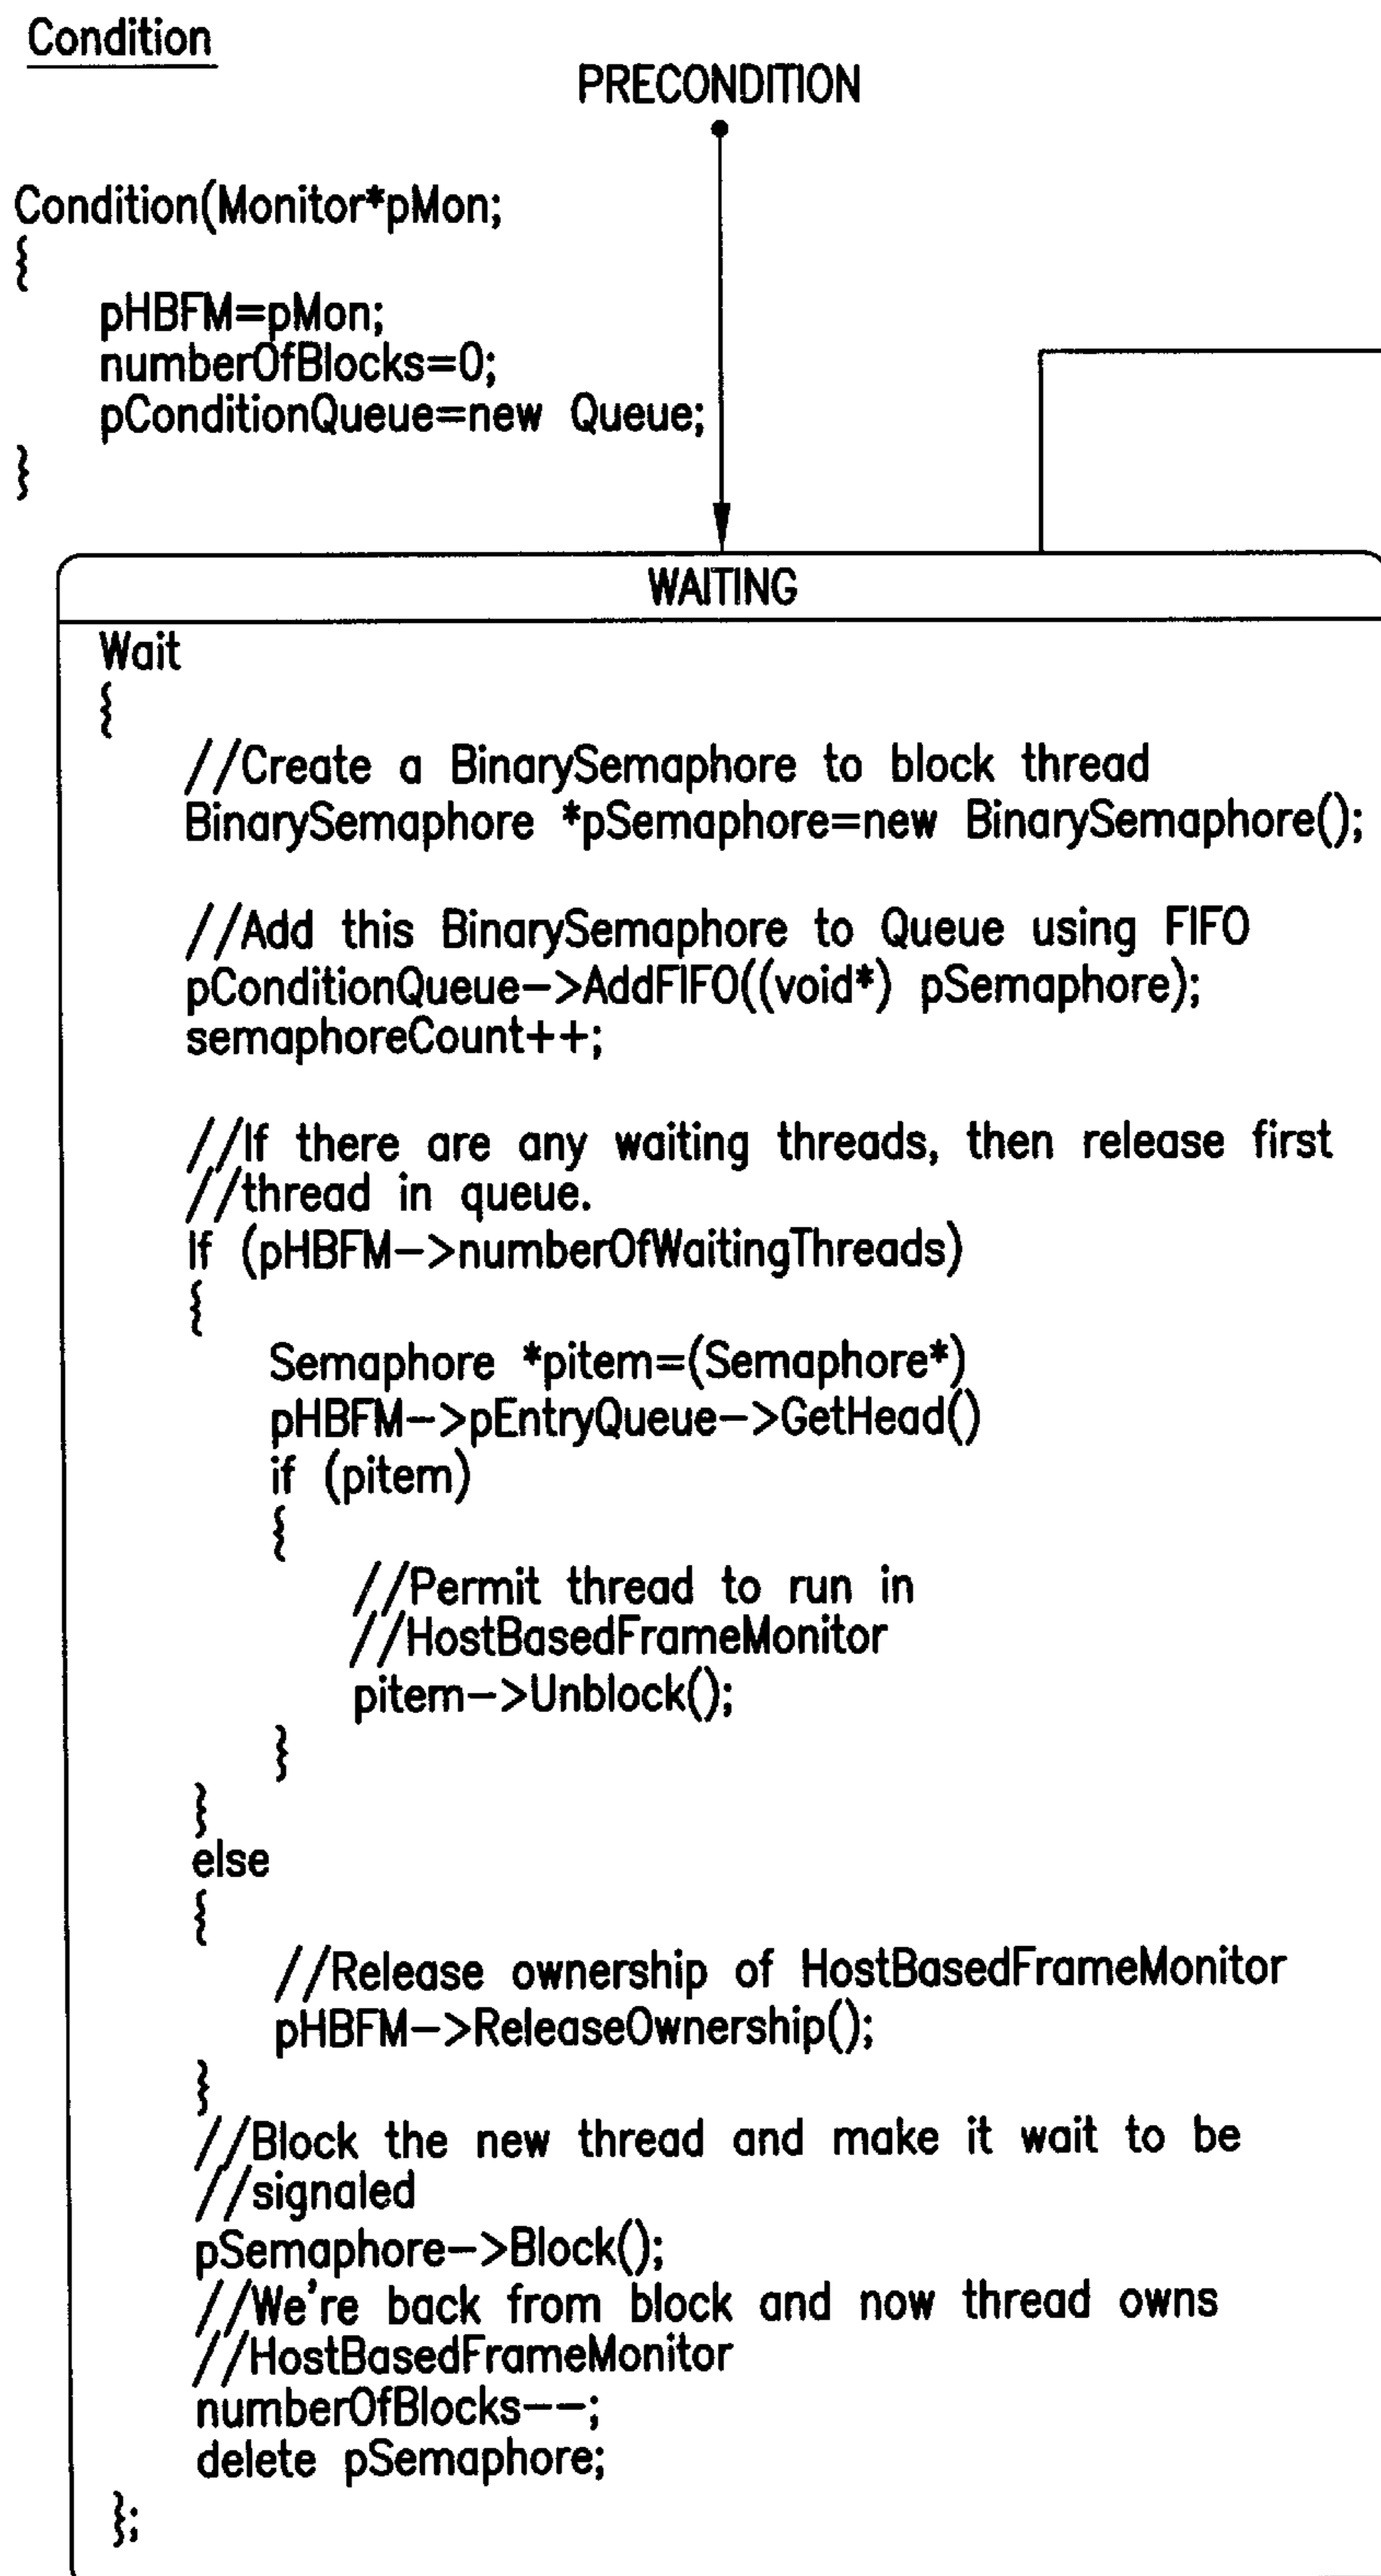 Condition
PRECONDITION
Condition(Monitor*pMon;
{
pHBFM=pMon;
numberOfBlocks=0;
pConditionQueue=new Queue;
}
WAITING
Wait
{
//Create a BinarySemaphore to block thread
BinarySemaphore *pSemaphore=new BinarySemaphore();
//Add this BinarySemaphore to Queue using FIFO
pConditionQueue->AddFIFO((void*) pSemaphore);
semaphoreCount++;
//If there are any waiting threads, then release first
//thread in queue.
If (pHBFM->numberOfWaitingThreads)
{
Semaphore *pitem=(Semaphore*)
pHBFM->pEntryQueue->GetHead()
if (pitem)
{
//Permit thread to run in
//HostBasedFrameMonitor
pitem->Unblock();
}
}
else
{
//Release ownership of HostBasedFrameMonitor
pHBFM->ReleaseOwnership();
}
//Block the new thread and make it wait to be
//signaled
pSemaphore->Block();
//We're back from block and now thread owns
//HostBasedFrameMonitor
numberOfBlocks--;
delete pSemaphore;
};